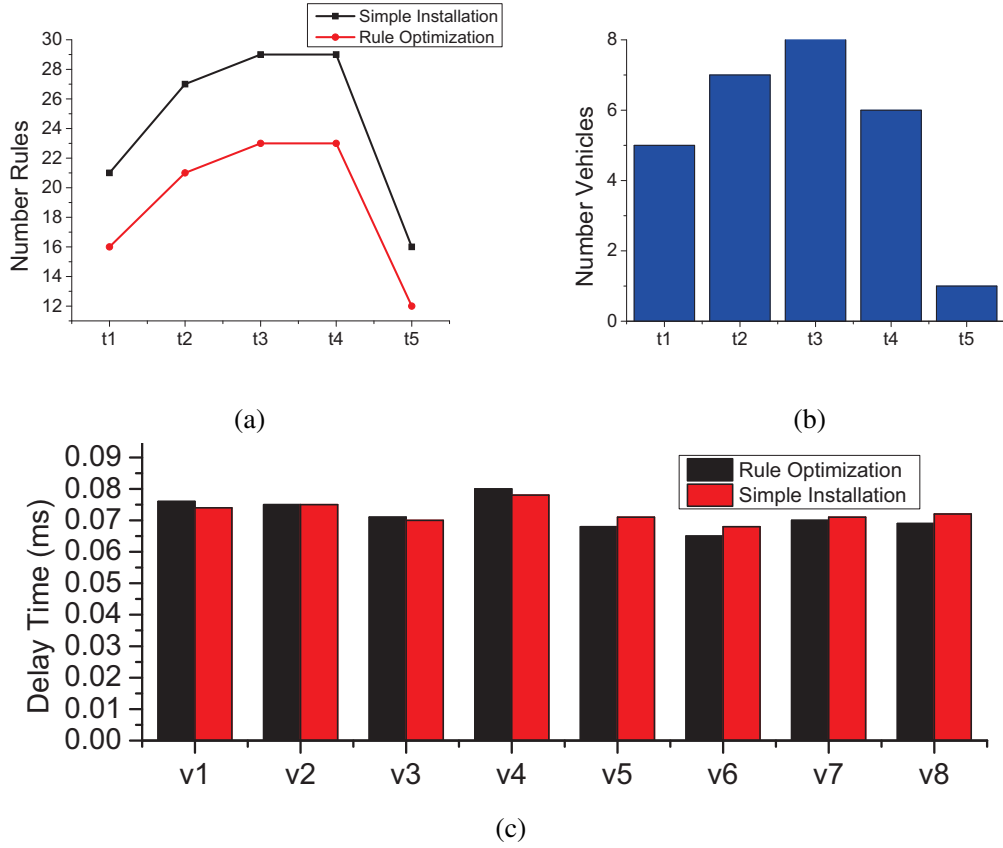 Simple Installation
Rule Optimization
Number Rules
30
28
26
24
22
20
18
16
14
12
t1 t2 t3 t4 t5
(a)
Number Vehicles
8
6
4
2
0
t1 t2 t3 t4 t5
(b)
Rule Optimization
Simple Installation
Delay Time (ms)
0.09
0.08
0.07
0.06
0.05
0.04
0.03
0.02
0.01
0.00
v1 v2 v3 v4 v5 v6 v7 v8
(c)